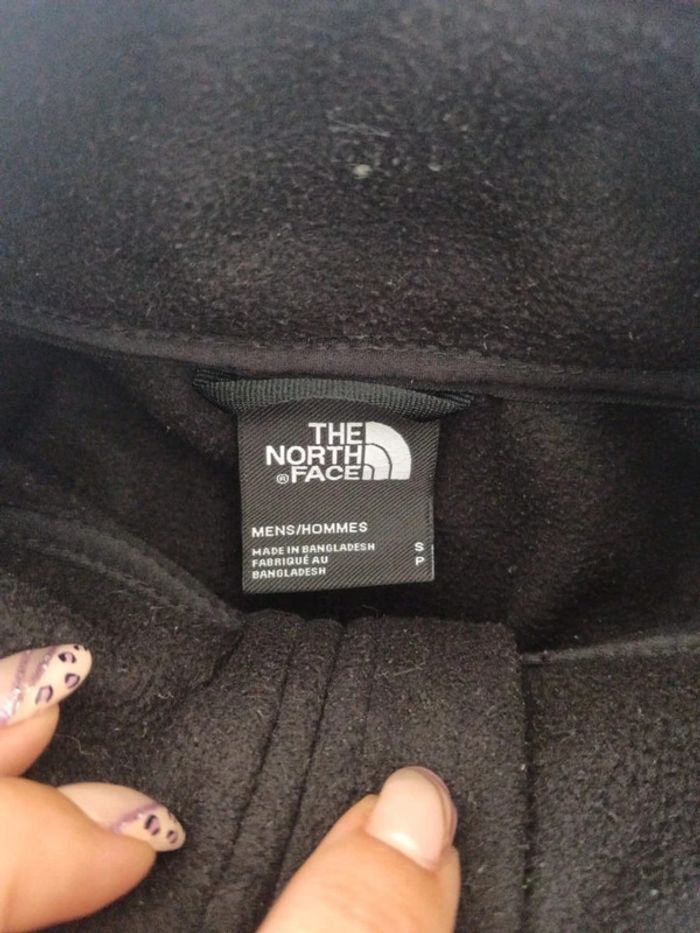 THE
NORTH
® FACE
MENS/HOMMES
MADE IN BANGLADESH S
FABRIQUÉ AU P
BANGLADESH